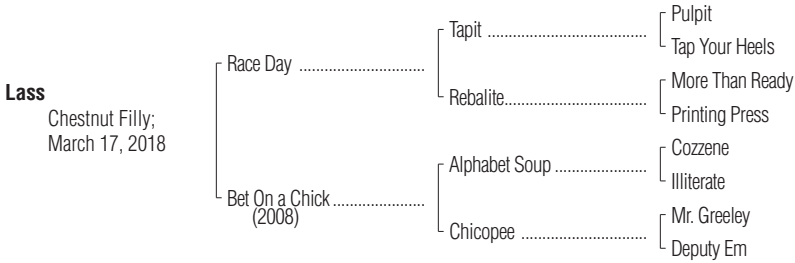 Pulpit
Tapit ........................................
Tap Your Heels
Race Day ................................
More Than Ready
Rebalite....................................
Printing Press
Lass
Chestnut Filly;
March 17, 2018
Cozzene
Alphabet Soup .......................
Illiterate
Bet On a Chick .......................
(2008)
Mr. Greeley
Chicopee ................................
Deputy Em